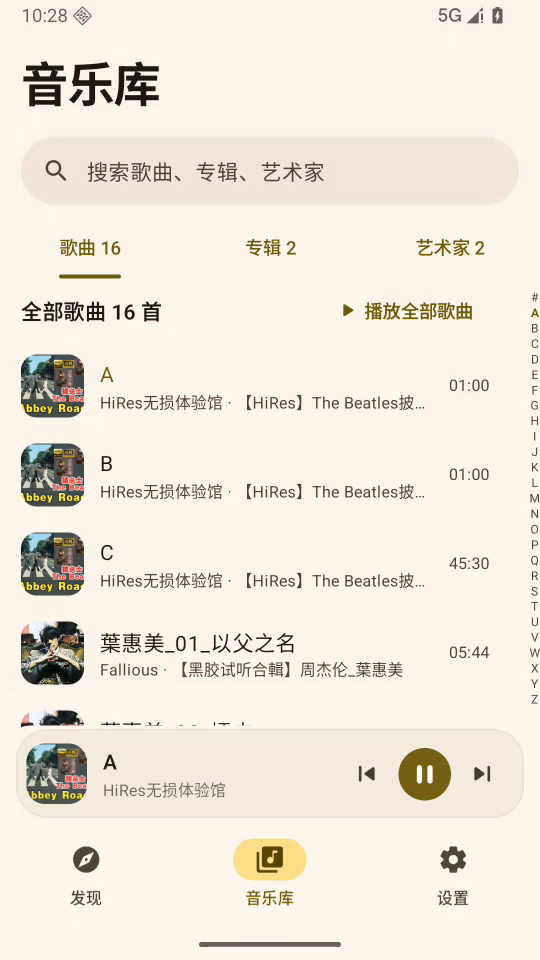 10:28
5G
音乐库
搜索歌曲、专辑、艺术家
歌曲 16
专辑 2
艺术家 2
全部歌曲 16 首
播放全部歌曲
A
HiRes无损体验馆 · 【HiRes】The Beatles披…
01:00
B
HiRes无损体验馆 · 【HiRes】The Beatles披…
01:00
C
HiRes无损体验馆 · 【HiRes】The Beatles披…
45:30
葉惠美_01_以父之名
Fallious · 【黑胶试听合輯】周杰伦_葉惠美
05:44
#
A
B
C
D
E
F
G
H
I
J
K
L
M
N
O
P
Q
R
S
T
U
V
W
X
Y
Z
A
HiRes无损体验馆
发现
音乐库
设置